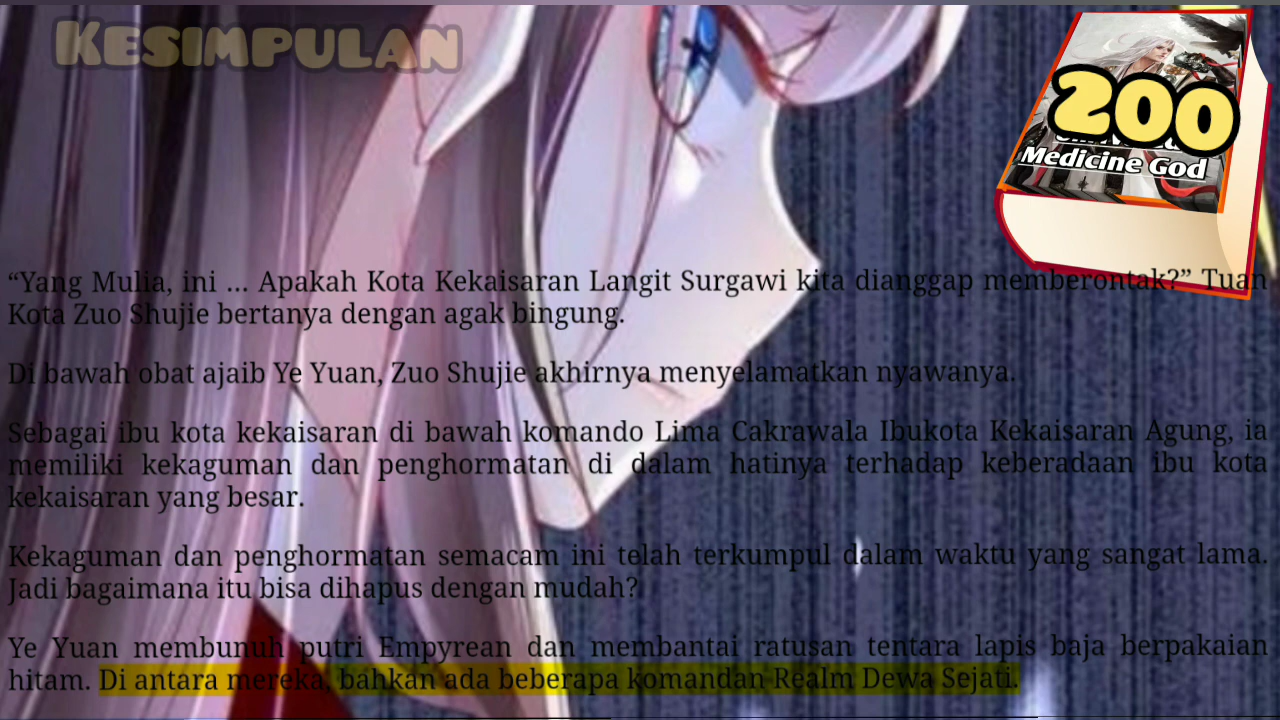 Kesimpulan
200
Medicine God
“Yang Mulia, ini ... Apakah Kota Kekaisaran Langit Surgawi kita dianggap memberontak?” Tuan
Kota Zuo Shujie bertanya dengan agak bingung.
Di bawah obat ajaib Ye Yuan, Zuo Shujie akhirnya menyelamatkan nyawanya.
Sebagai ibu kota kekaisaran di bawah komando Lima Cakrawala Ibukota Kekaisaran Agung, ia
memiliki kekaguman dan penghormatan di dalam hatinya terhadap keberadaan ibu kota
kekaisaran yang besar.
Kekaguman dan penghormatan semacam ini telah terkumpul dalam waktu yang sangat lama.
Jadi bagaimana itu bisa dihapus dengan mudah?
Ye Yuan membunuh putri Empyrean dan membantai ratusan tentara lapis baja berpakaian
hitam. Di antara mereka, bahkan ada beberapa komandan Realm Dewa Sejati.